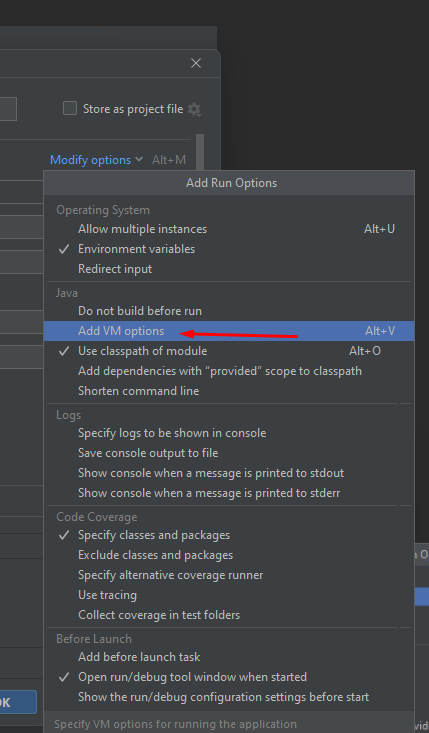 Store as project file
Modify options Alt+M
Add Run Options
Operating System
Allow multiple instances Alt+U
Environment variables
Redirect input
Java
Do not build before run
Add VM options Alt+V
Use classpath of module Alt+O
Add dependencies with “provided” scope to classpath
Shorten command line
Logs
Specify logs to be shown in console
Save console output to file
Show console when a message is printed to stdout
Show console when a message is printed to stderr
Code Coverage
Specify classes and packages
Exclude classes and packages
Specify alternative coverage runner
Use tracing
Collect coverage in test folders
Before Launch
Add before launch task
Open run/debug tool window when started
OK
Show the run/debug configuration settings before start
Specify VM options for running the application